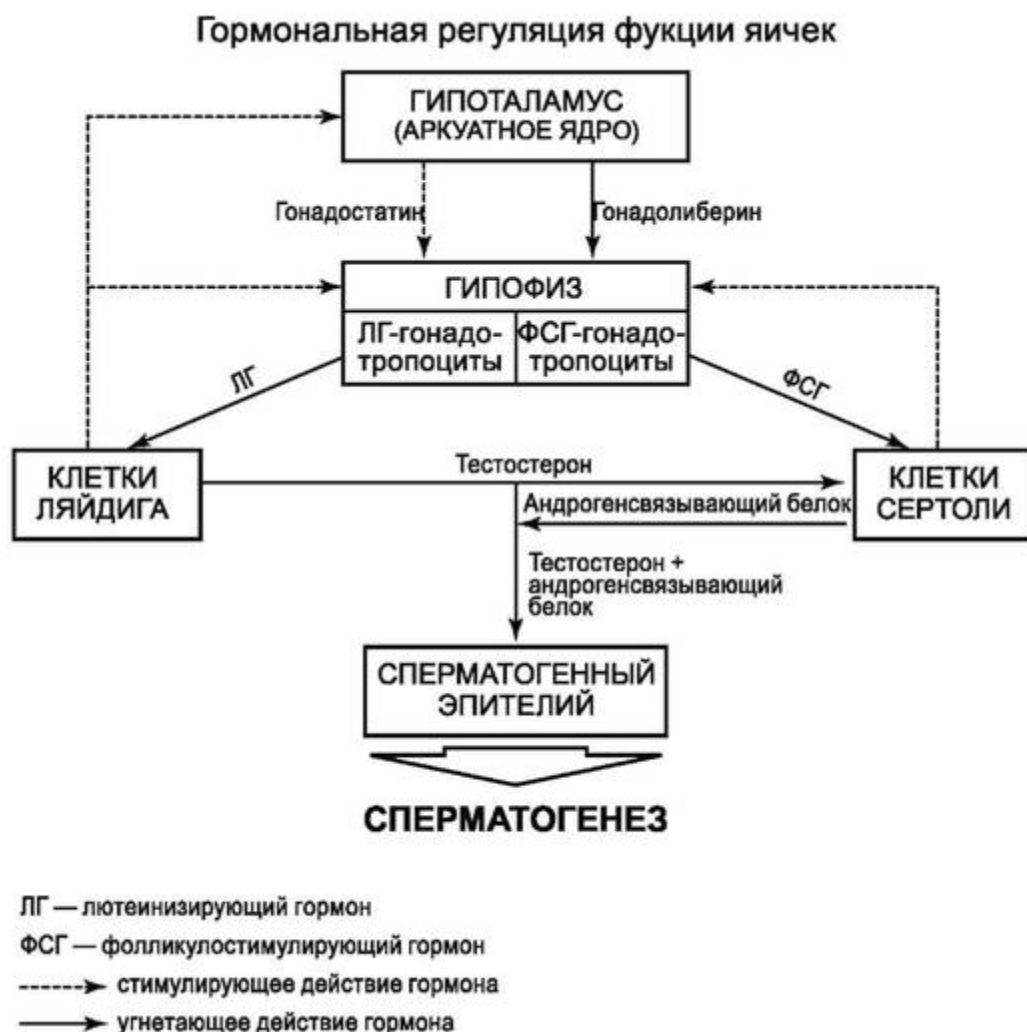 Гормональная регуляция фукции яичек
ГИПОТАЛАМУС
(АРКУАТНОЕ ЯДРО)
Гонадостатин
Гонадолиберин
ГИПОФИЗ
ЛГ-гонадо-
тропоциты
ФСГ-гонадо-
тропоциты
ЛГ
ФСГ
КЛЕТКИ
ЛЯЙДИГА
Тестостерон
КЛЕТКИ
СЕРТОЛИ
Андрогенсвязывающий белок
Тестостерон +
андрогенсвязывающий
белок
СПЕРМАТОГЕННЫЙ
ЭПИТЕЛИЙ
СПЕРМАТОГЕНЕЗ
ЛГ — лютеинизирующий гормон
ФСГ — фолликулостимулирующий гормон
стимулирующее действие гормона
угнетающее действие гормона